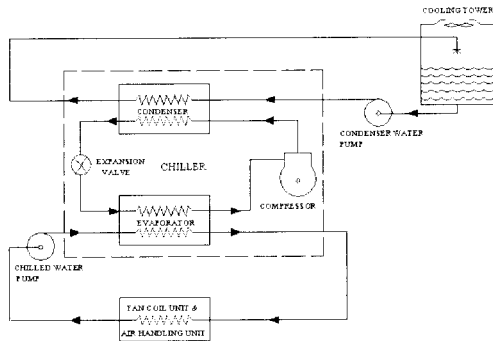 COOLING TOWER
CONDENSER
CONDENSER WATER
PUMP
EXPANSION
VALVE
CHILLER
COMPRESSOR
EVAPORATOR
CHILLED WATER
PUMP
FAN COIL UNIT &
AIR HANDLING UNIT